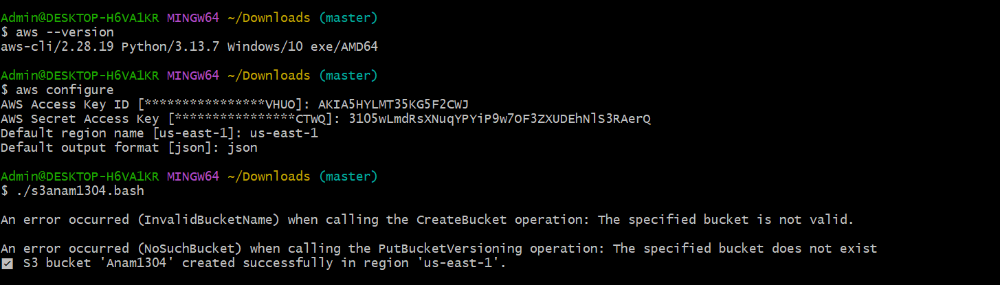 Admin@DESKTOP-H6VA1KR MINGW64 ~/Downloads (master)
$ aws --version
aws-cli/2.28.19 Python/3.13.7 Windows/10 exe/AMD64
Admin@DESKTOP-H6VA1KR MINGW64 ~/Downloads (master)
$ aws configure
AWS Access Key ID [****************VHUO]: AKIA5HYLMT35KG5F2CWJ
AWS Secret Access Key [****************CTWQ]:
Default region name [us-east-1]: us-east-1
Default output format [json]: json
Admin@DESKTOP-H6VA1KR MINGW64 ~/Downloads (master)
$ ./s3anam1304.bash
An error occurred (InvalidBucketName) when calling the CreateBucket operation: The specified bucket is not valid.
An error occurred (NoSuchBucket) when calling the PutBucketVersioning operation: The specified bucket does not exist
✅ S3 bucket 'Anam1304' created successfully in region 'us-east-1'.